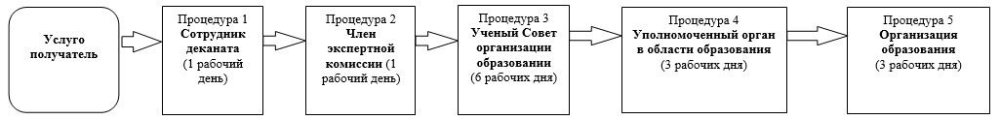 Услуго
получатель
Процедура 1
Сотрудник
деканата
(1 рабочий
день)
Процедура 2
Член
экспертной
комиссии (1
рабочий день)
Процедура 3
Ученый Совет
организации
образовании
(6 рабочих дня)
Процедура 4
Уполномоченный орган
в области образования
(3 рабочих дня)
Процедура 5
Организация
образования
(3 рабочих дня)